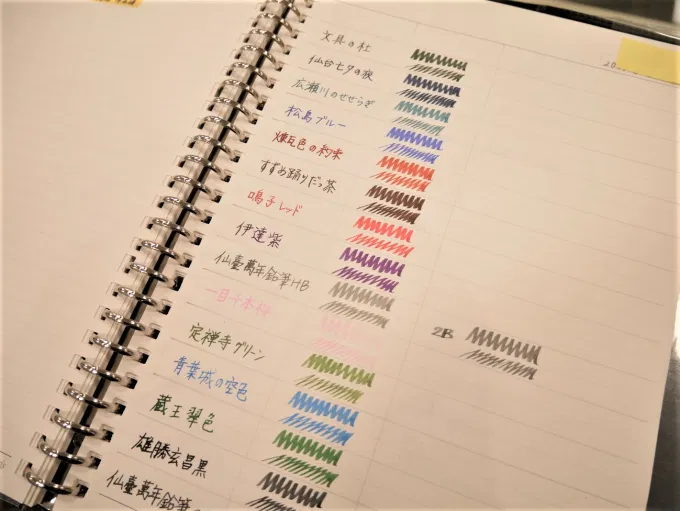 文具の杜
仙台七夕の夜
広瀬川のせせらぎ
松島ブルー
煉瓦色の約束
すずめ踊りだっ茶
鳴子レッド
伊達紫
仙臺萬年鉛筆HB
一目千本桜
2B
定禅寺グリーン
青葉城の空色
蔵王翠色
雄勝玄昌黒
仙臺萬年鉛筆